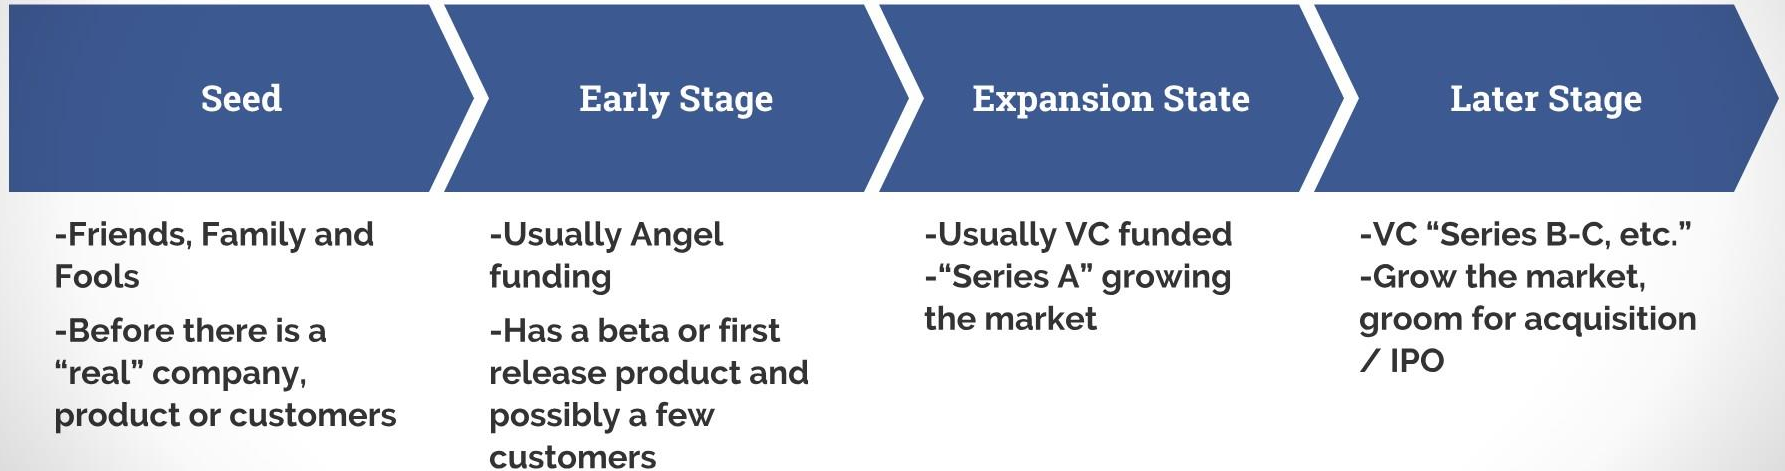 Seed
Early Stage
Expansion State
Later Stage
-Friends, Family and
Fools
-Before there is a
“real” company,
product or customers
-Usually Angel
funding
-Has a beta or first
release product and
possibly a few
customers
-Usually VC funded
-“Series A” growing
the market
-VC “Series B-C, etc.”
-Grow the market,
groom for acquisition
/ IPO